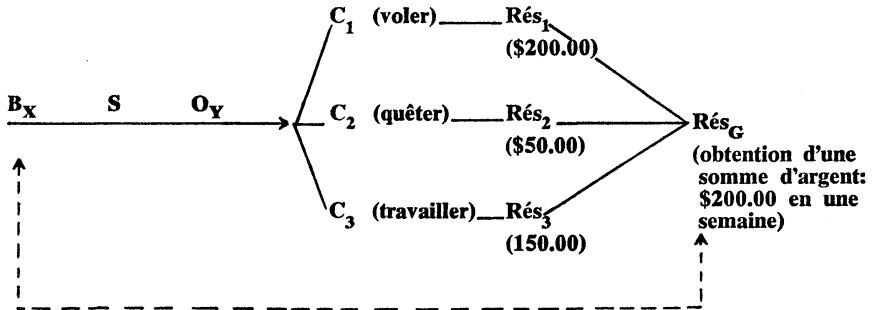 C1 (voler) Rés1
($200.00)
BX S OY
C2 (quêter) Rés2
($50.00)
RésG
(obtention d'une
somme d'argent:
$200.00 en une
semaine)
C3 (travailler) Rés3
(150.00)